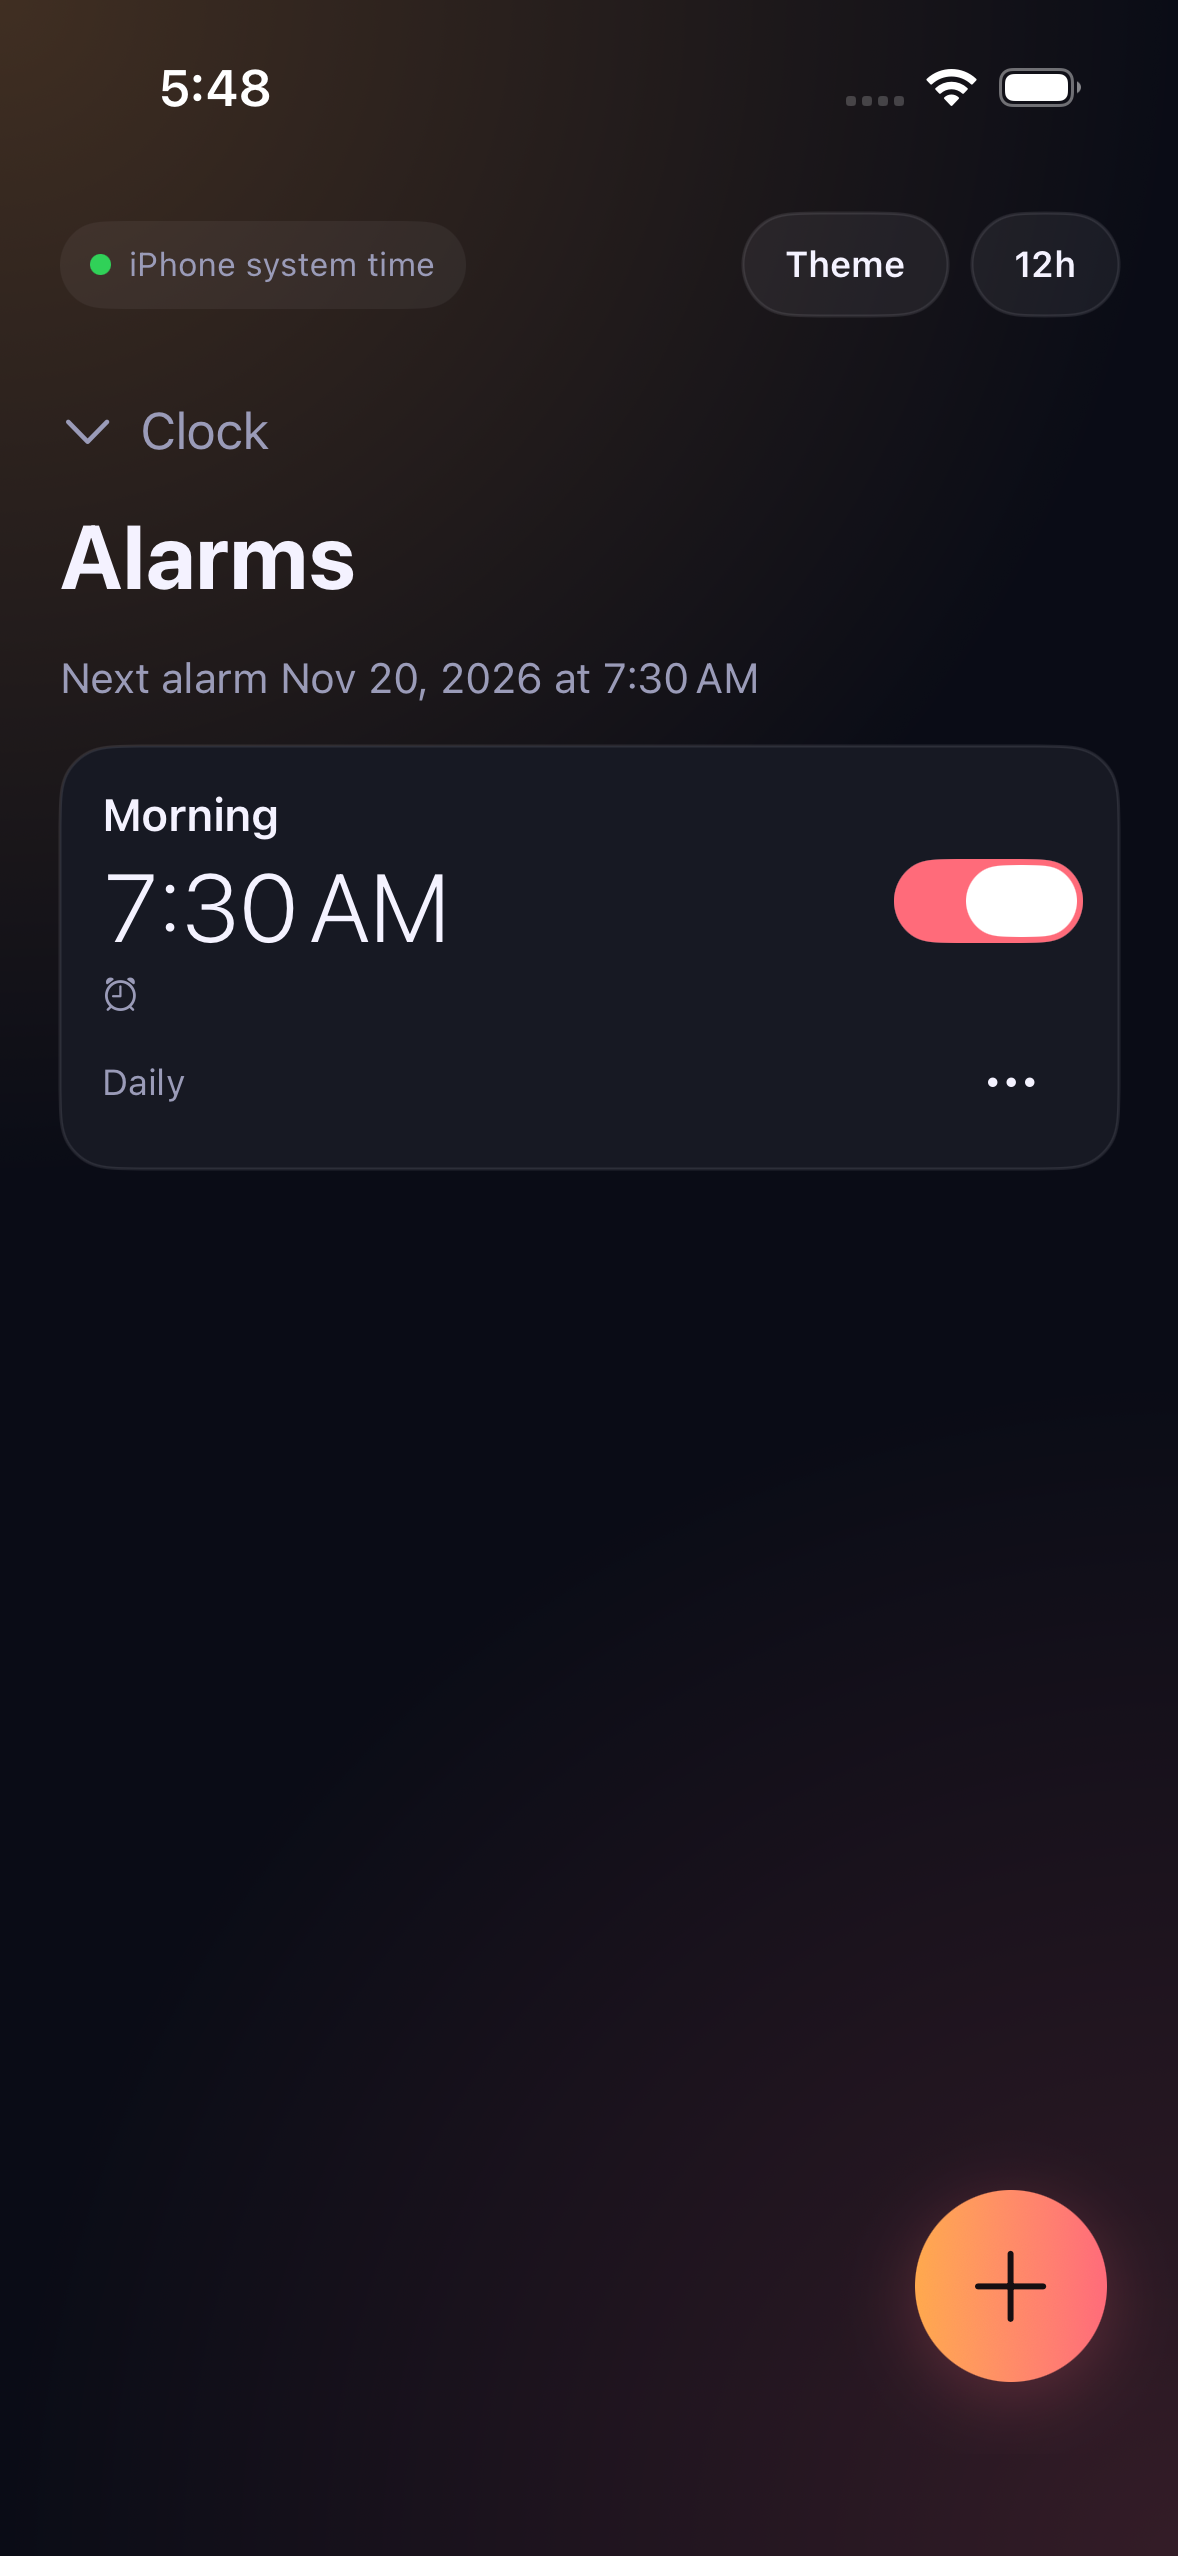 5:48
iPhone system time
Theme
12h
Clock
Alarms
Next alarm Nov 20, 2026 at 7:30 AM
Morning
7:30 AM
Daily